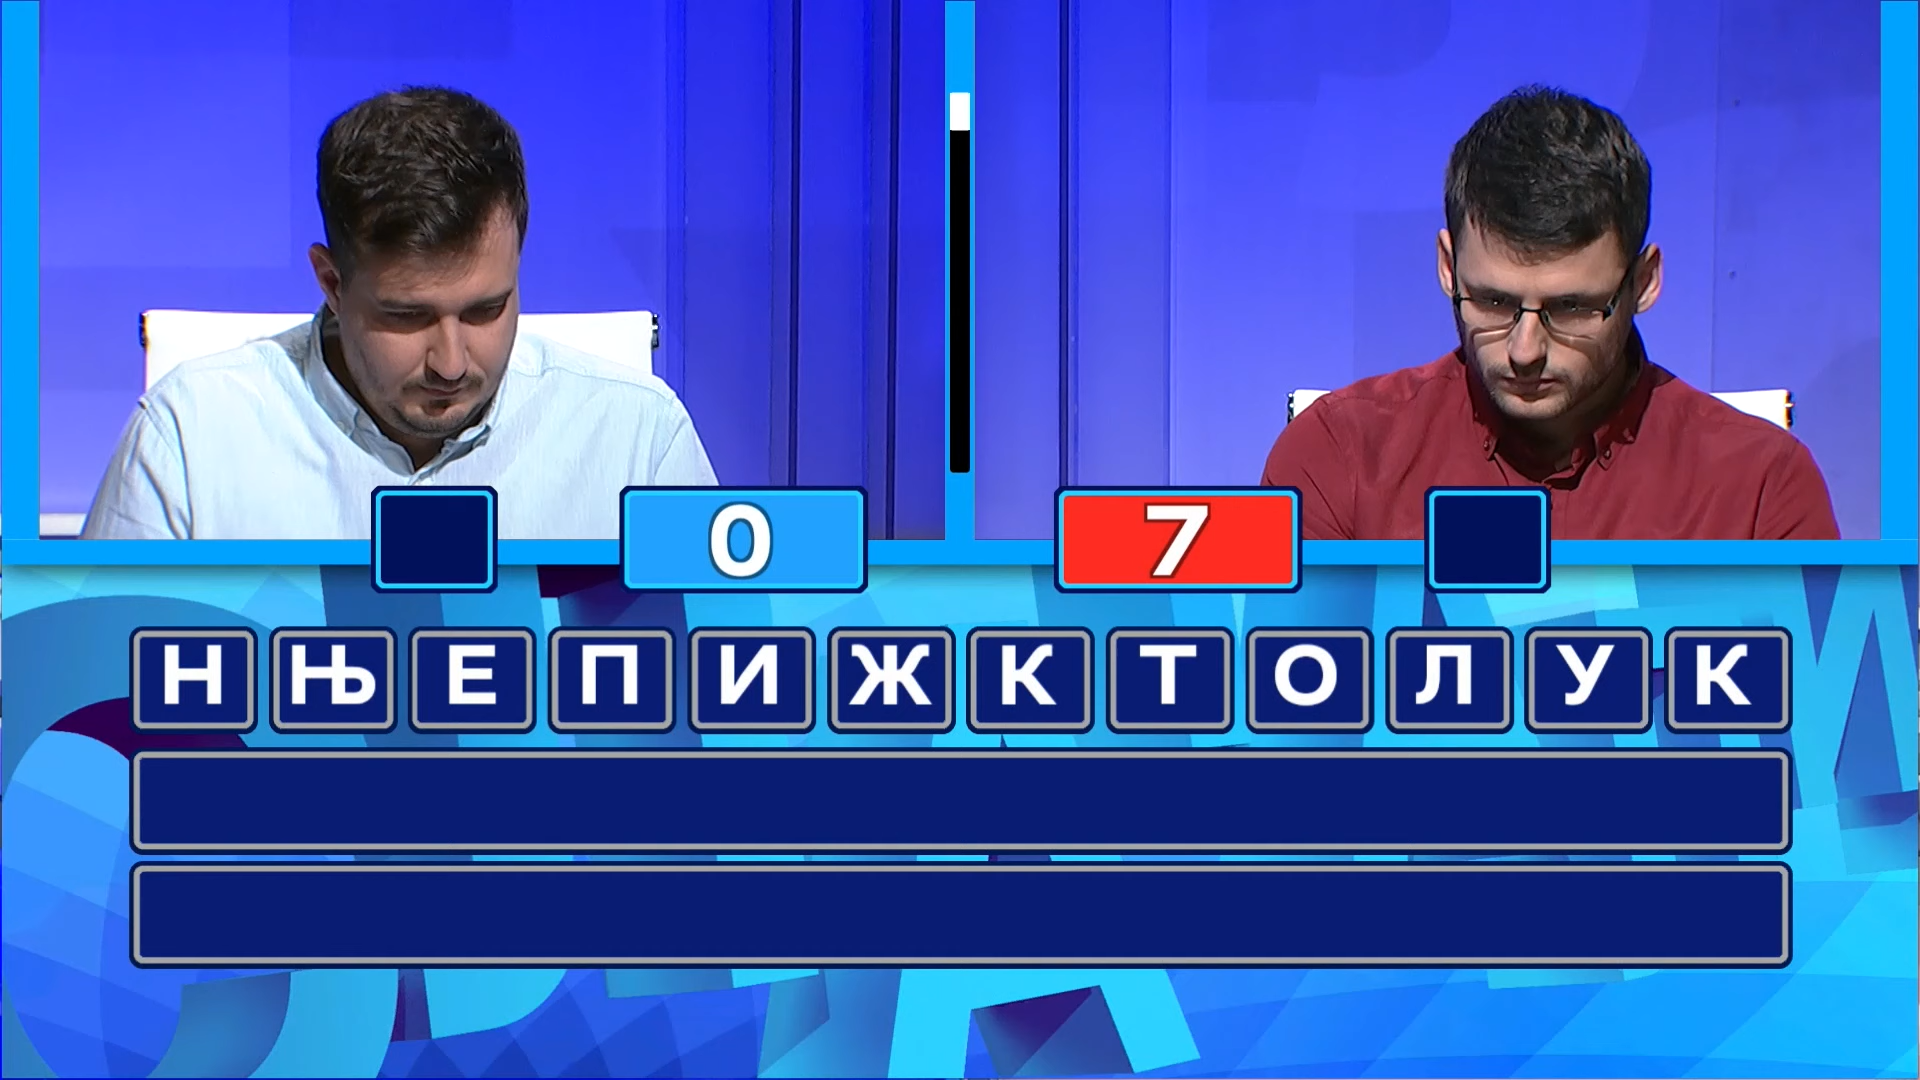 0 7
Н Њ Е П И Ж К Т О Л У К